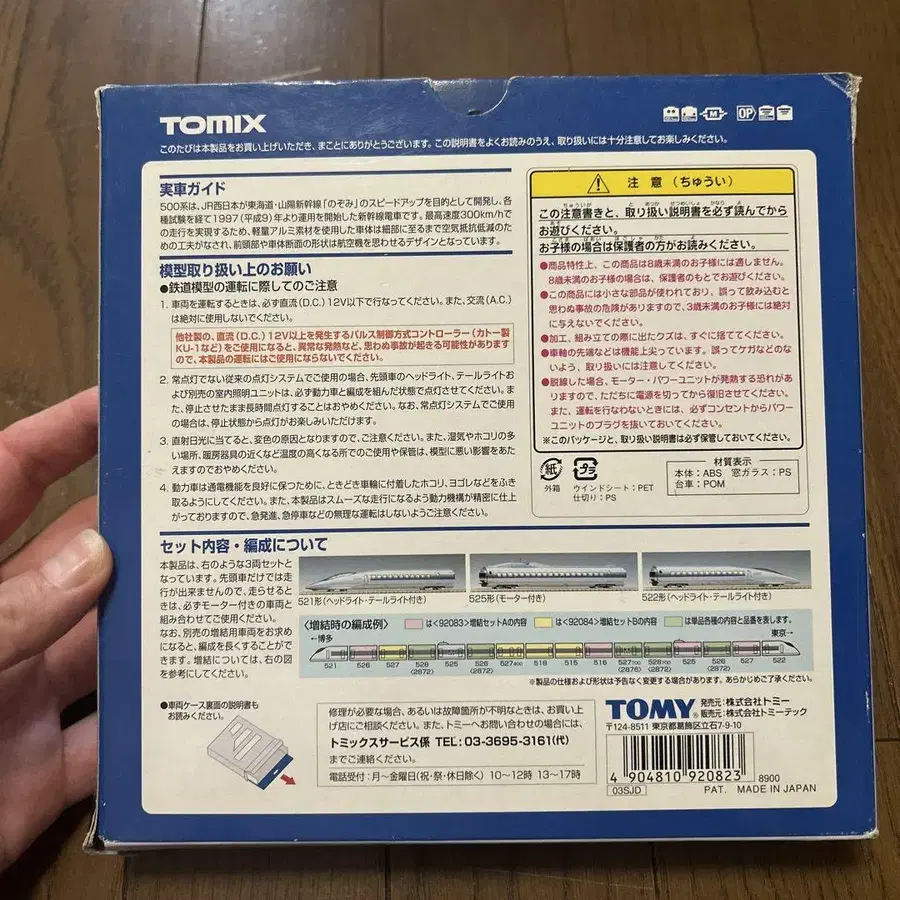 TOMIX
OP
このたびは本製品をお買い上げいただき、まことにありがとうございます。この説明書をよくお読みのうえ、取り扱いには十分注意してお楽しみください。
実車ガイド
500系は、JR西日本が東海道・山陽新幹線「のぞみ」のスピードアップを目的として開発し、各
種試験を経て1997(平成9)年より運用を開始した新幹線電車です。最高速度300km/hで
の走行を実現するため、軽量アルミ素材を使用した車体は細部に至るまで空気抵抗低減のた
めの工夫がなされ、前頭部や車体断面の形状は航空機を思わせるデザインとなっています。
模型取り扱い上のお願い
●鉄道模型の運転に際してのご注意
1. 車両を運転するときは、必ず直流(D.C.)12V以下で行なってください。また、交流(A.C.)
は絶対に使用しないでください。
他社製の、直流(D.C.)12V以上を発生するパルス制御方式コントローラー(カトー製
KU-1など)をご使用になると、異常な発熱など、思わぬ事故が起きる可能性があります
ので、本製品の運転にはご使用にならないでください。
2. 常点灯でない従来の点灯システムでご使用の場合、先頭車のヘッドライト、テールライトお
よび別売の室内照明ユニットは、必ず動力車と編成を組んだ状態で点灯させてください。ま
た、停止させたまま長時間点灯することはおやめください。なお、常点灯システムでご使用
の場合は、停止状態から点灯がお楽しみいただけます。
3. 直射日光に当てると、変色の原因となりますので、ご注意ください。また、湿気やホコリの多
い場所、暖房器具の近くなど温度の高くなる所でのご使用や保管は、模型に悪い影響をあた
えますのでおやめください。
4. 動力車は通電機能を良好に保つために、ときどき車輪に付着したホコリ、ヨゴレなどをふき
取るようにしてください。また、本製品はスムーズな走行になるよう動力機構が精密に仕上
がっておりますので、急発進、急停車などの無理な運転はしないようご注意ください。
注意(ちゅうい)
この注意書きと、取り扱い説明書を必ず読んでから
お遊びください。
お子様の場合は保護者の方がお読みください。
●商品特性上、この商品は8歳未満のお子様には適しません。
8歳未満のお子様の場合は、保護者のもとでお遊びください。
●この商品には小さな部品が使われており、誤って飲み込むと
思わぬ事故の危険がありますので、3歳未満のお子様には絶対
に与えないでください。
●加工、組み立ての際に出たクズは、すぐに捨ててください。
●車軸の先端などは機能上尖っています。誤ってケガなどのな
いよう、取り扱いには注意してください。
●脱線した場合、モーター・パワーユニットが発熱する恐れがあ
りますので、ただちに電源を切ってから復旧させてください。
また、運転を行なわないときには、必ずコンセントからパワー
ユニットのプラグを抜いておいてください。
※このパッケージと、取り扱い説明書は必ず保管しておいてください。
紙
外箱
プラ
ウインドシート:PET
仕切り:PS
材質表示
本体:ABS 窓ガラス:PS
台車:POM
セット内容・編成について
本製品は、右のような3両セットと
なっています。先頭車だけでは走
行が出来ませんので、走らせると
きは、必ずモーター付きの車両と
組み合わせてご使用ください。
なお、別売の増結用車両をお求め
になると、編成を長くすることがで
きます。増結については、右の図
を参考にしてください。
521形(ヘッドライト・テールライト付き)
525形(モーター付き)
522形(ヘッドライト・テールライト付き)
〈増結時の編成例〉
は<92083>増結セットAの内容
は<92084>増結セットBの内容
は単品各種の内容と品番を表します。
←博多
東京→
521 526 527 528 525 526 527 518 515 516 527 528 525 526 527 522
※製品の仕様および形状は予告なく変更する場合があります。あらかじめご了承ください。
●車両ケース裏面の説明書も
お読みください。
修理が必要な場合、あるいは故障箇所が不明なときは、お買い上
げ店にご相談ください。また、トミーへお問い合わせの場合には、
トミックスサービス係 TEL:03-3695-3161(代)
までご連絡ください。
電話受付:月〜金曜日(祝・祭・休日除く) 10〜12時 13〜17時
TOMY®
発売元:株式会社トミー
販売元:株式会社トミーテック
〒124-8511 東京都葛飾区立石7-9-10
4 904810 920823
8900
03SJD
PAT. MADE IN JAPAN